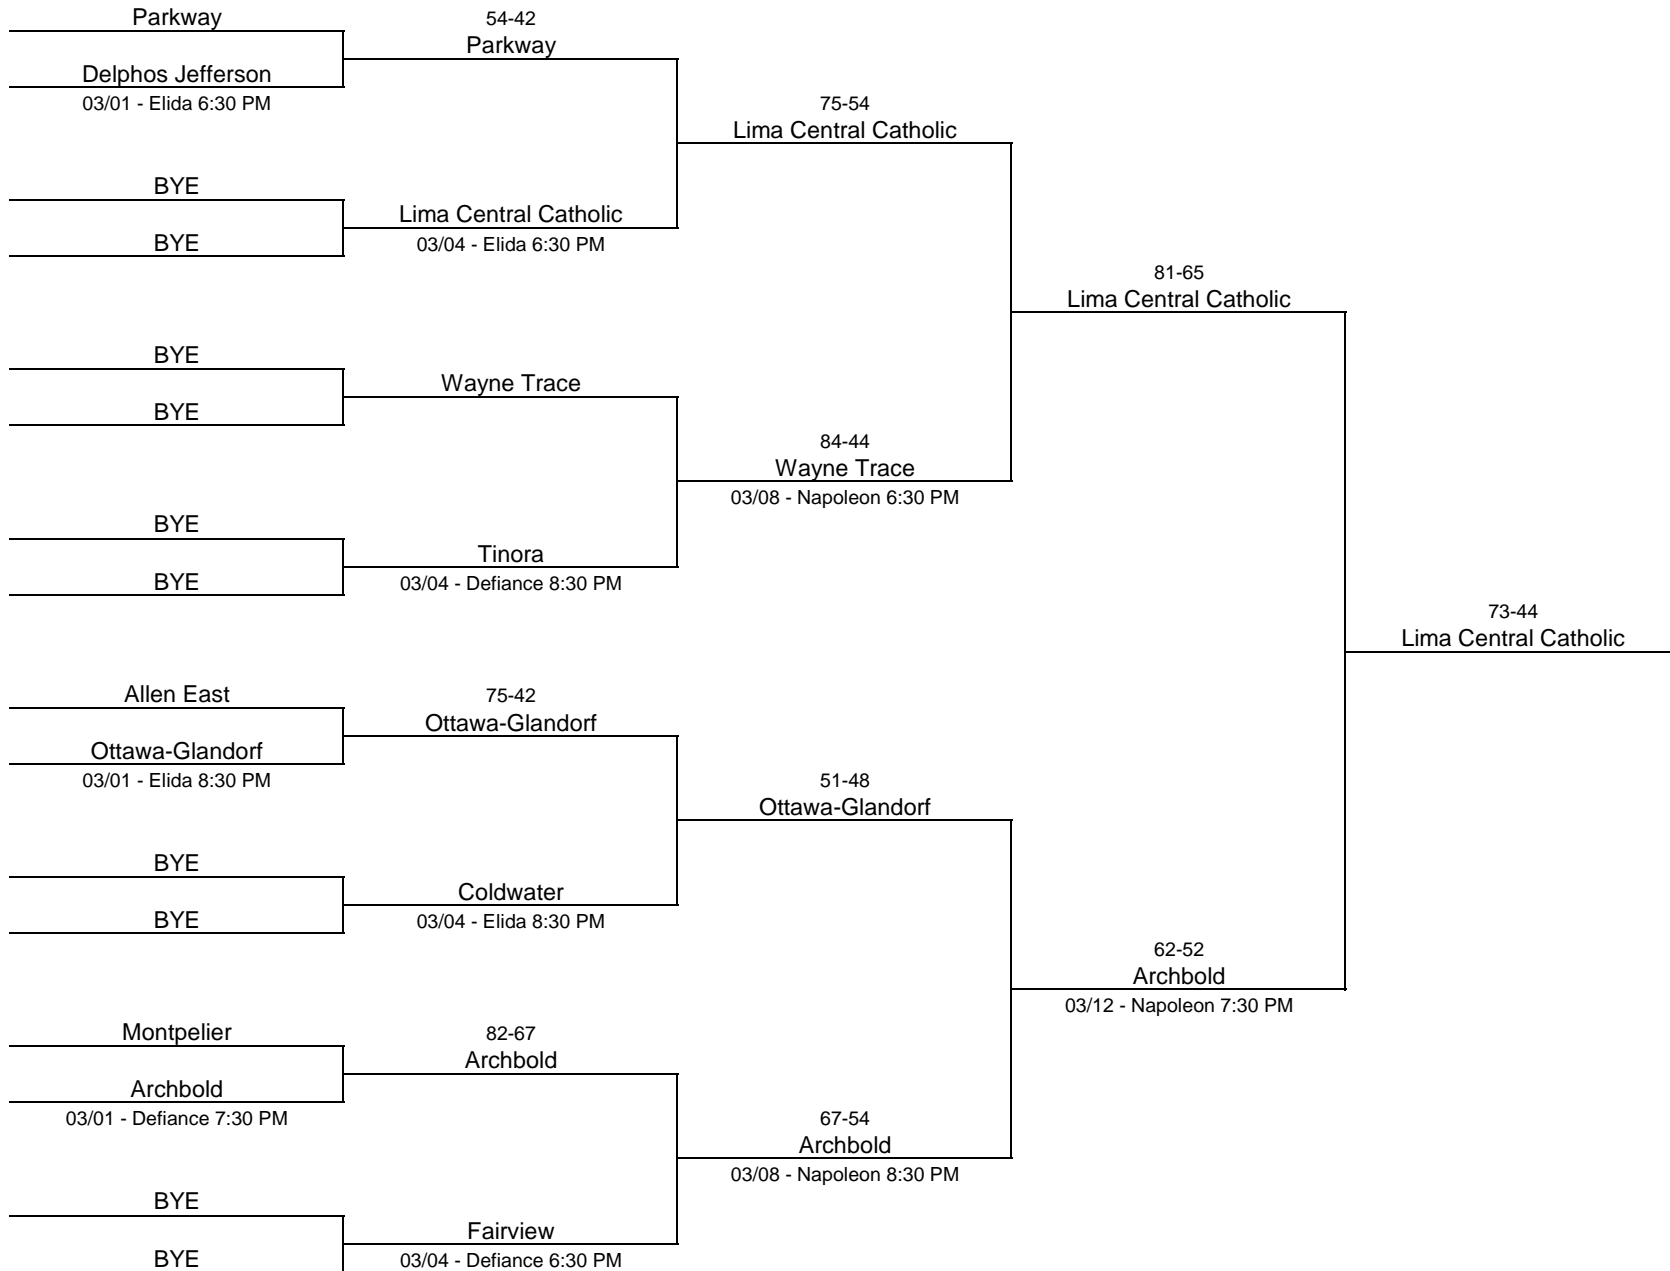 Parkway
54-42
Parkway
Delphos Jefferson
03/01 - Elida 6:30 PM
75-54
Lima Central Catholic
BYE
BYE
Lima Central Catholic
03/04 - Elida 6:30 PM
81-65
Lima Central Catholic
BYE
BYE
Wayne Trace
84-44
Wayne Trace
03/08 - Napoleon 6:30 PM
BYE
BYE
Tinora
03/04 - Defiance 8:30 PM
73-44
Lima Central Catholic
Allen East
75-42
Ottawa-Glandorf
Ottawa-Glandorf
03/01 - Elida 8:30 PM
51-48
Ottawa-Glandorf
BYE
BYE
Coldwater
03/04 - Elida 8:30 PM
62-52
Archbold
03/12 - Napoleon 7:30 PM
Montpelier
82-67
Archbold
Archbold
03/01 - Defiance 7:30 PM
67-54
Archbold
03/08 - Napoleon 8:30 PM
BYE
BYE
Fairview
03/04 - Defiance 6:30 PM